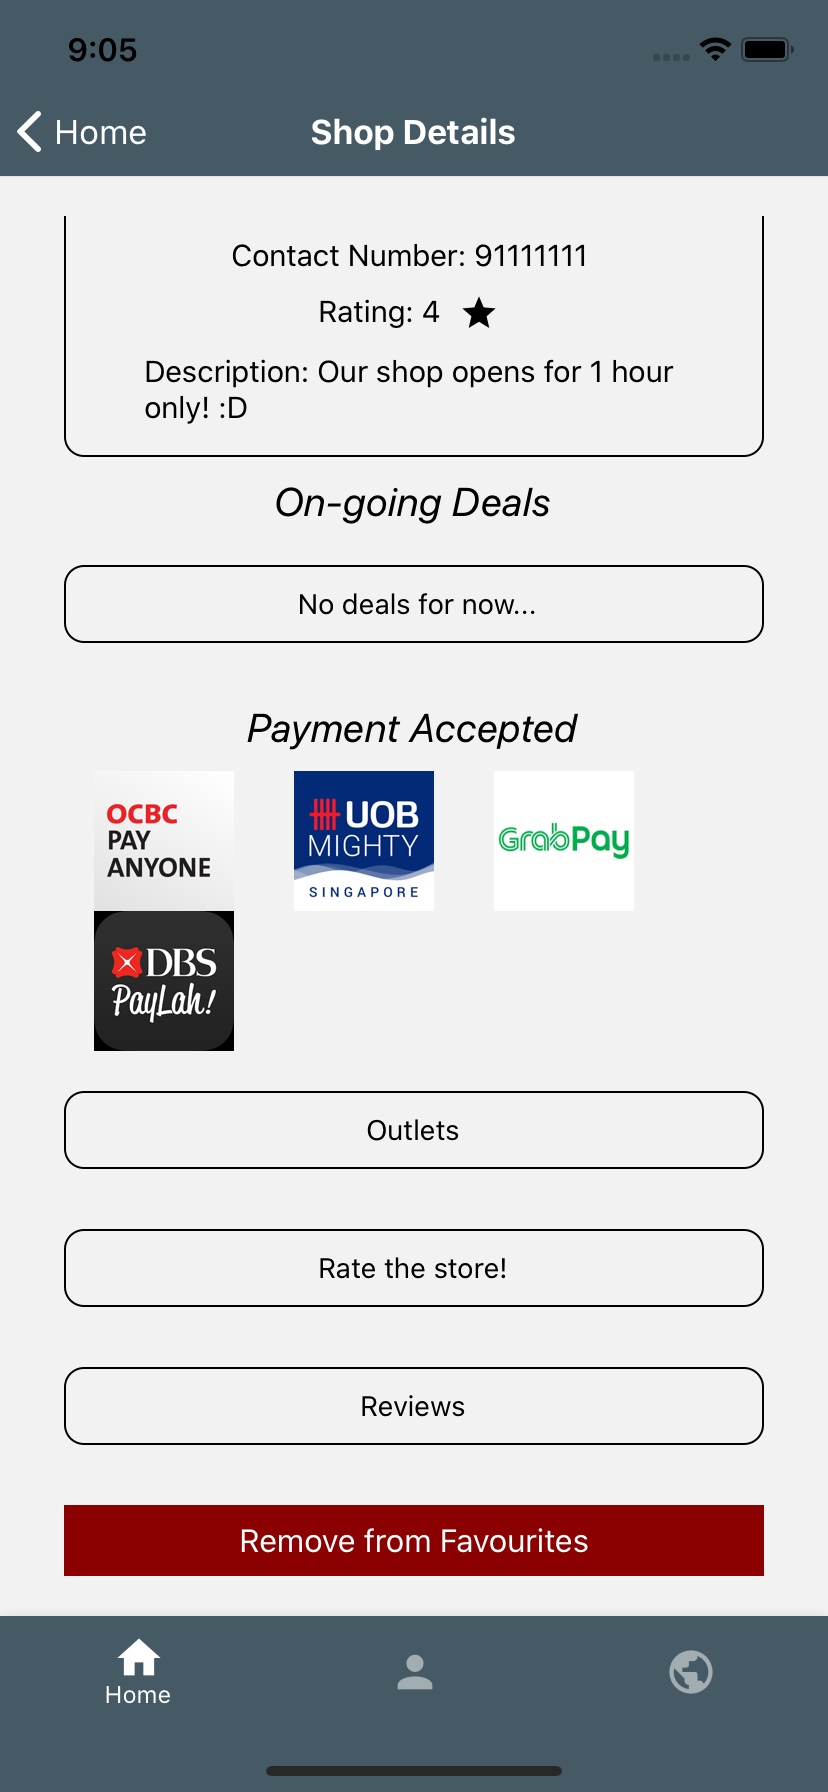 9:05
Home
Shop Details
Contact Number: 91111111
Rating: 4
Description: Our shop opens for 1 hour
only! :D
On-going Deals
No deals for now...
Payment Accepted
OCBC
PAY
ANYONE
UOB
MIGHTY
SINGAPORE
GrabPay
DBS
PayLah!
Outlets
Rate the store!
Reviews
Remove from Favourites
Home